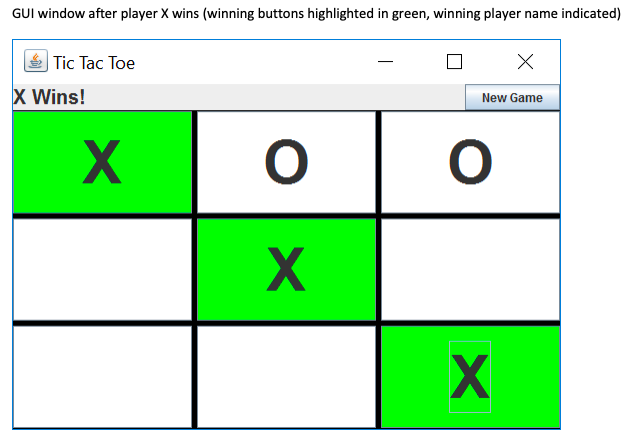 GUI window after player X wins (winning buttons highlighted in green, winning player name indicated)
Tic Tac Toe
X Wins! New Game
X O O
X
X